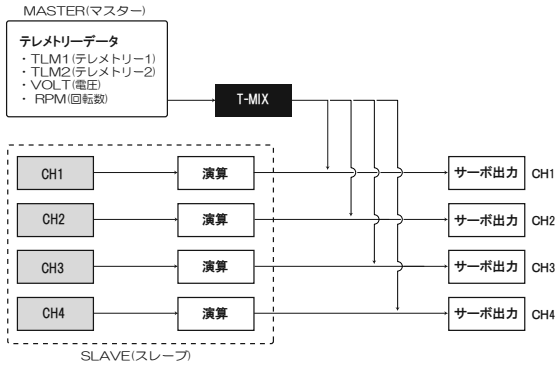 MASTER(マスター)
テレメトリーデータ
・TLM1(テレメトリー1)
・TLM2(テレメトリー2)
・VOLT(電圧)
・RPM(回転数)
T-MIX
CH1 演算 サーボ出力 CH1
CH2 演算 サーボ出力 CH2
CH3 演算 サーボ出力 CH3
CH4 演算 サーボ出力 CH4
SLAVE(スレーブ)